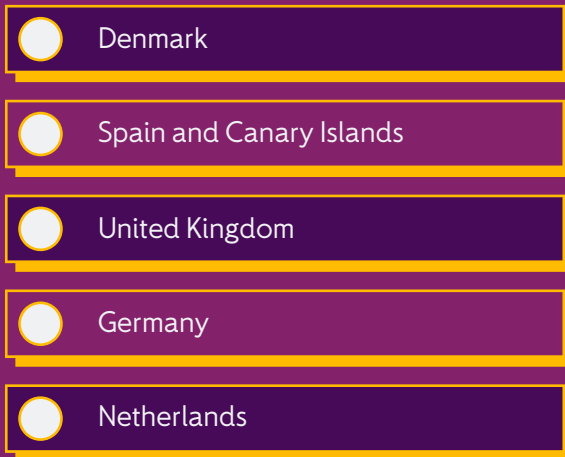 Denmark
Spain and Canary Islands
United Kingdom
Germany
Netherlands